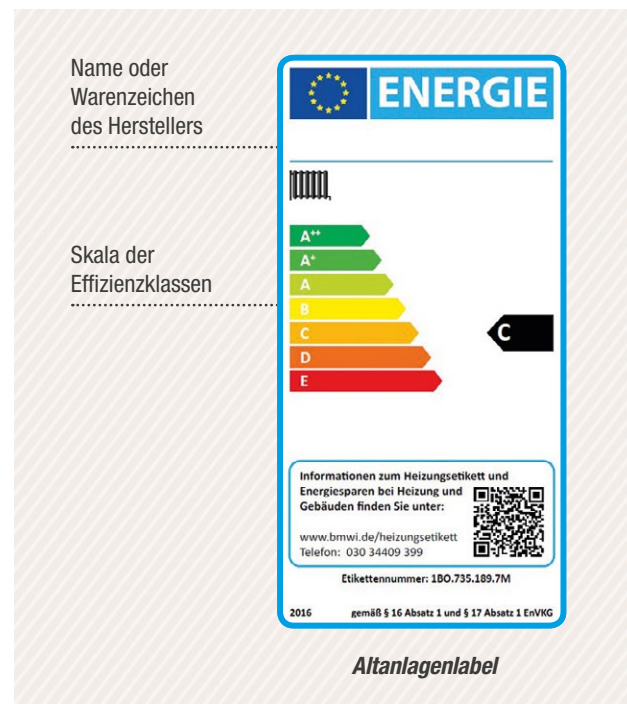 Name oder
Warenzeichen
des Herstellers
ENERGIE
Skala der
Effizienzklassen
A++
A+
A
B
C
D
E
C
Informationen zum Heizungsetikett und
Energiesparen bei Heizung und
Gebäuden finden Sie unter:
www.bmwi.de/heizungsetikett
Telefon: 030 34409 399
Etikettennummer: 1BO.735.189.7M
2016 gemäß § 16 Absatz 1 und § 17 Absatz 1 EnVKG
Altanlagenlabel